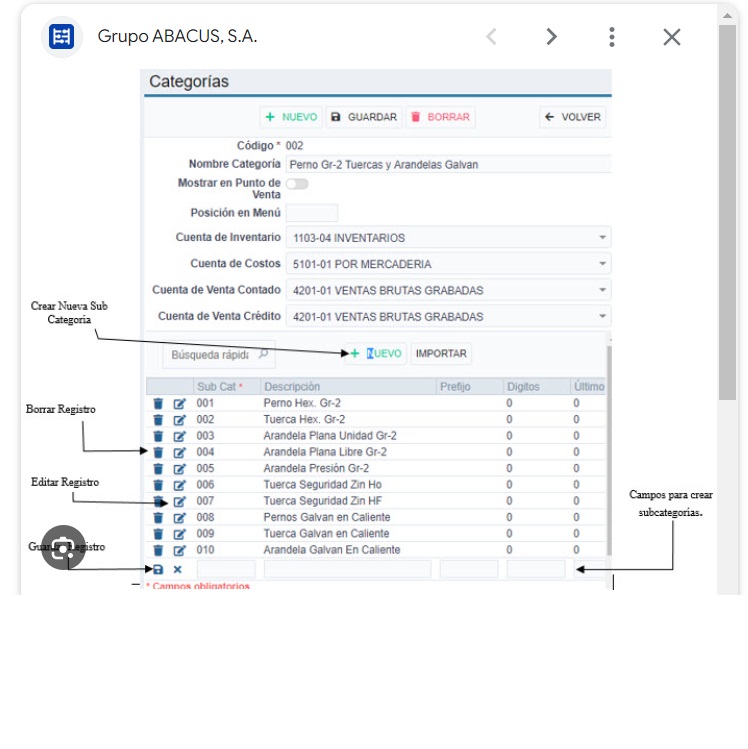 Grupo ABACUS, S.A.
Categorías
+ NUEVO GUARDAR BORRAR VOLVER
Código * 002
Nombre Categoría Perno Gr-2 Tuercas y Arandelas Galvan
Mostrar en Punto de
Venta
Posición en Menú
Cuenta de Inventario 1103-04 INVENTARIOS
Cuenta de Costos 5101-01 POR MERCADERIA
Cuenta de Venta Contado 4201-01 VENTAS BRUTAS GRABADAS
Cuenta de Venta Crédito 4201-01 VENTAS BRUTAS GRABADAS
Crear Nueva Sub
Categoria
Búsqueda rápida + NUEVO IMPORTAR
Sub Cat * Descripción Prefijo Digitos Último
001 Perno Hex. Gr-2 0 0
002 Tuerca Hex. Gr-2 0 0
003 Arandela Plana Unidad Gr-2 0 0
004 Arandela Plana Libre Gr-2 0 0
005 Arandela Presión Gr-2 0 0
006 Tuerca Seguridad Zin Ho 0 0
007 Tuerca Seguridad Zin HF 0 0
008 Pernos Galvan en Caliente 0 0
009 Tuerca Galvan en Caliente 0 0
010 Arandela Galvan En Caliente 0 0
Borrar Registro
Editar Registro
Campos para crear
subcategorías.
* Campos obligatorios